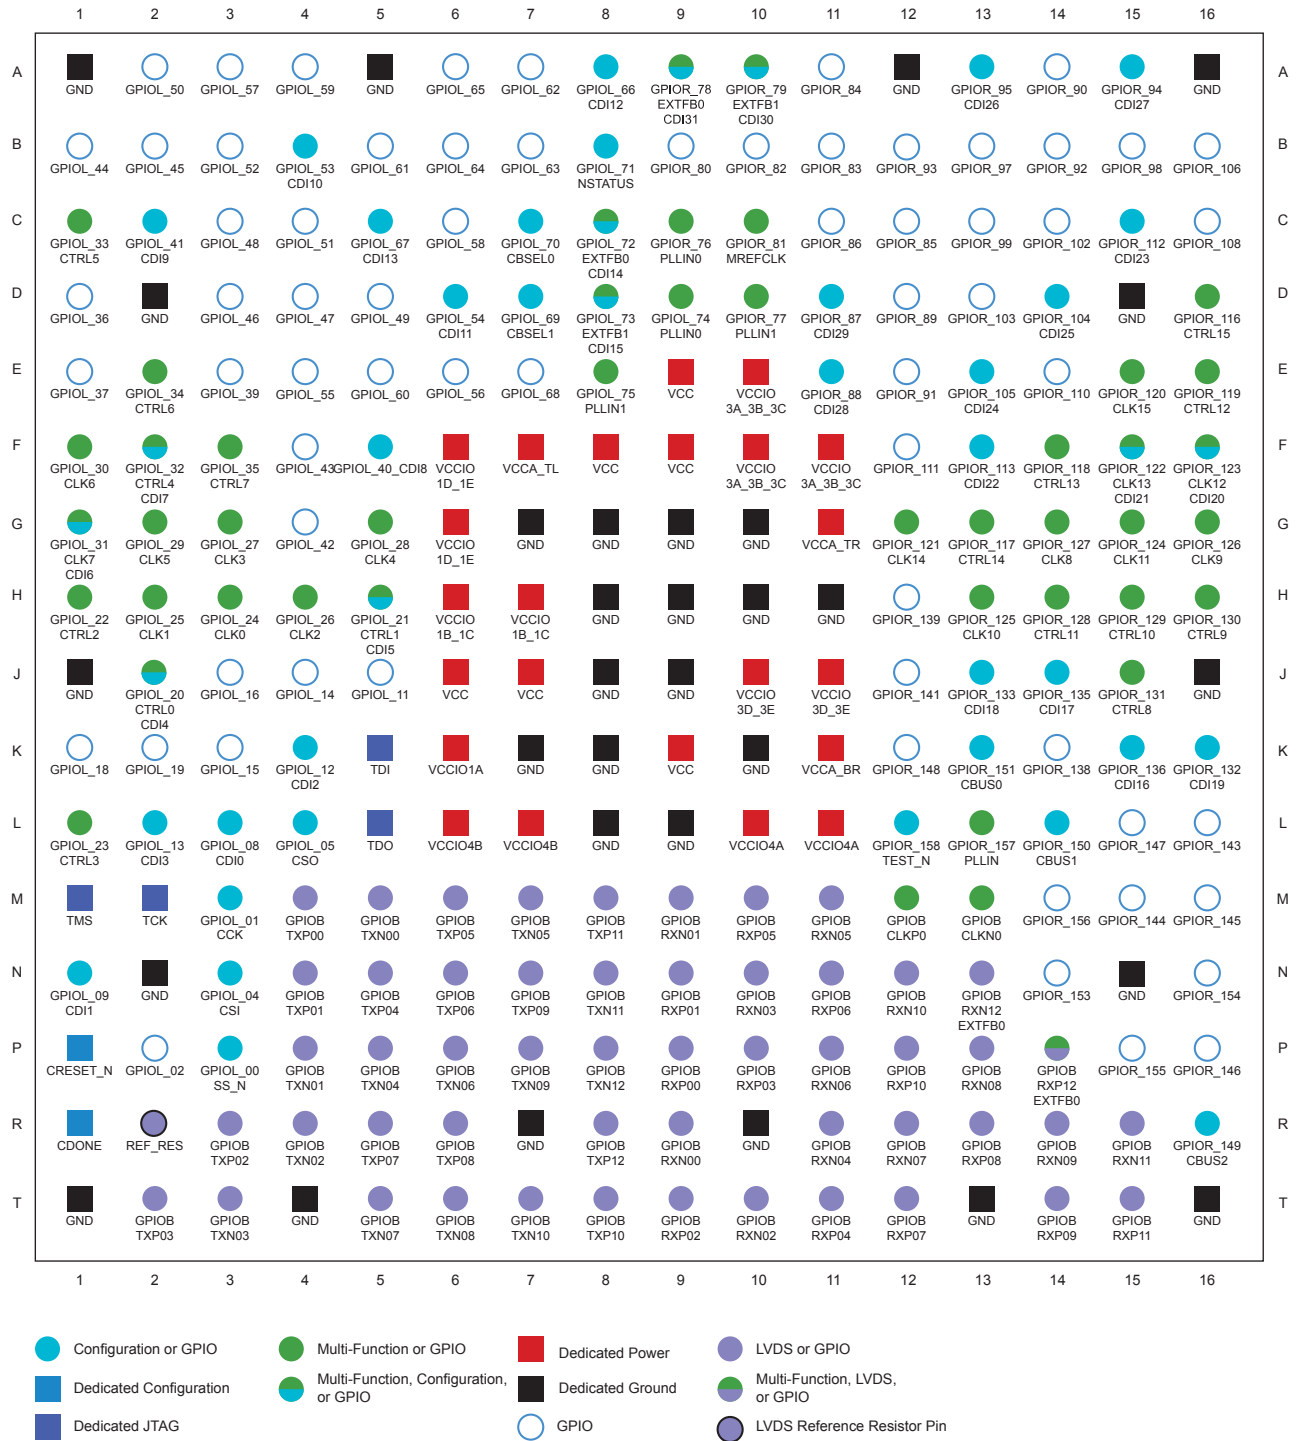 1 2 3 4 5 6 7 8 9 10 11 12 13 14 15 16
A A
GND GPIOL_50 GPIOL_57 GPIOL_59 GND GPIOL_65 GPIOL_62 GPIOL_66 GPIOR_78 GPIOR_79 GPIOR_84 GND GPIOR_95 GPIOR_90 GPIOR_94 GND
CDI12 EXTFB0 EXTFB1 CDI26 CDI27
CDI31 CDI30
B B
GPIOL_44 GPIOL_45 GPIOL_52 GPIOL_53 GPIOL_61 GPIOL_64 GPIOL_63 GPIOL_71 GPIOR_80 GPIOR_82 GPIOR_83 GPIOR_93 GPIOR_97 GPIOR_92 GPIOR_98 GPIOR_106
CDI10 NSTATUS
C C
GPIOL_33 GPIOL_41 GPIOL_48 GPIOL_51 GPIOL_67 GPIOL_58 GPIOL_70 GPIOL_72 GPIOR_76 GPIOR_81 GPIOR_86 GPIOR_85 GPIOR_99 GPIOR_102 GPIOR_112 GPIOR_108
CTRL5 CDI9 CDI13 CBSEL0 EXTFB0 PLLIN0 MREFCLK CDI23
CDI14
D D
GPIOL_36 GND GPIOL_46 GPIOL_47 GPIOL_49 GPIOL_54 GPIOL_69 GPIOL_73 GPIOL_74 GPIOR_77 GPIOR_87 GPIOR_89 GPIOR_103 GPIOR_104 GND GPIOR_116
CDI11 CBSEL1 EXTFB1 PLLIN0 PLLIN1 CDI29 CDI25 CTRL15
CDI15
E E
GPIOL_37 GPIOL_34 GPIOL_39 GPIOL_55 GPIOL_60 GPIOL_56 GPIOL_68 GPIOL_75 VCC VCCIO GPIOR_88 GPIOR_91 GPIOR_105 GPIOR_110 GPIOR_120 GPIOR_119
CTRL6 PLLIN1 3A_3B_3C CDI28 CDI24 CLK15 CTRL12
F F
GPIOL_30 GPIOL_32 GPIOL_35 GPIOL_43 GPIOL_40_CDI8 VCCIO VCCA_TL VCC VCC VCCIO VCCIO GPIOR_111 GPIOR_113 GPIOR_118 GPIOR_122 GPIOR_123
CLK6 CTRL4 CTRL7 1D_1E 3A_3B_3C 3A_3B_3C CDI22 CTRL13 CLK13 CLK12
CDI7 CDI21 CDI20
G G
GPIOL_31 GPIOL_29 GPIOL_27 GPIOL_42 GPIOL_28 VCCIO GND GND GND GND VCCA_TR GPIOR_121 GPIOR_117 GPIOR_127 GPIOR_124 GPIOR_126
CLK7 CLK5 CLK3 CLK4 1D_1E CLK14 CTRL14 CLK8 CLK11 CLK9
CDI6
H H
GPIOL_22 GPIOL_25 GPIOL_24 GPIOL_26 GPIOL_21 VCCIO VCCIO GND GND GND GND GPIOR_139 GPIOR_125 GPIOR_128 GPIOR_129 GPIOR_130
CTRL2 CLK1 CLK0 CLK2 CTRL1 1B_1C 1B_1C CLK10 CTRL11 CTRL10 CTRL9
CDI5
J J
GND GPIOL_20 GPIOL_16 GPIOL_14 GPIOL_11 VCC VCC GND GND VCCIO VCCIO GPIOR_141 GPIOR_133 GPIOR_135 GPIOR_131 GND
CTRL0 3D_3E 3D_3E CDI18 CDI17 CTRL8
CDI4
K K
GPIOL_18 GPIOL_19 GPIOL_15 GPIOL_12 TDI VCCIO1A GND GND VCC GND VCCA_BR GPIOR_148 GPIOR_151 GPIOR_138 GPIOR_136 GPIOR_132
CDI2 CBUS0 CDI16 CDI19
L L
GPIOL_23 GPIOL_13 GPIOL_08 GPIOL_05 TDO VCCIO4B VCCIO4B GND GND VCCIO4A VCCIO4A GPIOR_158 GPIOR_157 GPIOR_150 GPIOR_147 GPIOR_143
CTRL3 CDI3 CDI0 CSO TEST_N PLLIN CBUS1
M M
TMS TCK GPIOL_01 GPIOB GPIOB GPIOB GPIOB GPIOB GPIOB GPIOB GPIOB GPIOB GPIOB GPIOR_156 GPIOR_144 GPIOR_145
CCK TXP00 TXN00 TXP05 TXN05 TXP11 RXN01 RXP05 RXN05 CLKP0 CLKN0
N N
GPIOL_09 GND GPIOL_04 GPIOB GPIOB GPIOB GPIOB GPIOB GPIOB GPIOB GPIOB GPIOB GPIOB GPIOR_153 GND GPIOR_154
CDI1 CSI TXP01 TXP04 TXP06 TXP09 TXN11 RXP01 RXN03 RXP06 RXN10 RXN12
EXTFB0
P P
CRESET_N GPIOL_02 GPIOL_00 GPIOB GPIOB GPIOB GPIOB GPIOB GPIOB GPIOB GPIOB GPIOB GPIOB GPIOB GPIOR_155 GPIOR_146
SS_N TXN01 TXN04 TXN06 TXN09 TXN12 RXP00 RXP03 RXN06 RXP10 RXN08 RXP12
EXTFB0
R R
CDONE REF_RES GPIOB GPIOB GPIOB GPIOB GND GPIOB GPIOB GND GPIOB GPIOB GPIOB GPIOB GPIOB GPIOR_149
TXP02 TXN02 TXP07 TXP08 TXP12 RXN00 RXN04 RXN07 RXP08 RXN09 RXN11 CBUS2
T T
GND GPIOB GPIOB GND GPIOB GPIOB GPIOB GPIOB GPIOB GPIOB GPIOB GPIOB GND GPIOB GPIOB GND
TXP03 TXN03 TXN07 TXN08 TXN10 TXP10 RXP02 RXN02 RXP04 RXP07 RXP09 RXP11
1 2 3 4 5 6 7 8 9 10 11 12 13 14 15 16
Configuration or GPIO
Dedicated Configuration
Dedicated JTAG
Multi-Function or GPIO
Multi-Function, Configuration,
or GPIO
Dedicated Power
Dedicated Ground
GPIO
LVDS or GPIO
Multi-Function, LVDS,
or GPIO
LVDS Reference Resistor Pin